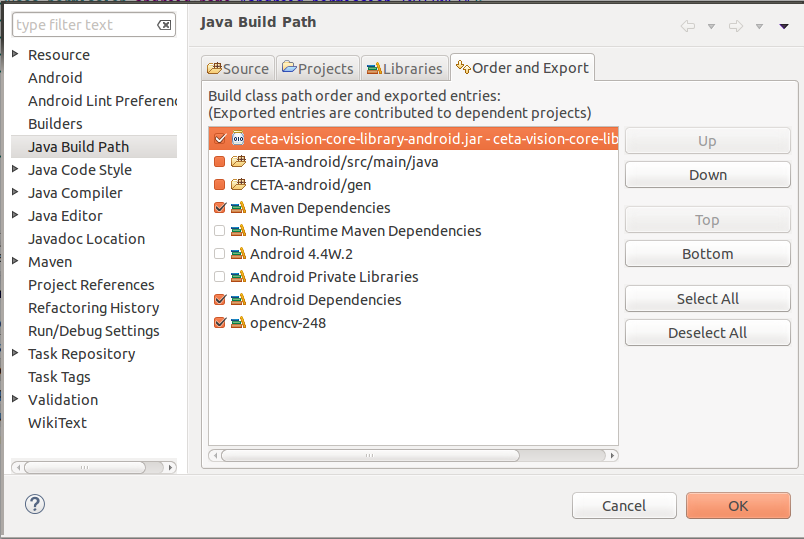 type filter text
Resource
Android
Android Lint Preferenc
Builders
Java Build Path
Java Code Style
Java Compiler
Java Editor
Javadoc Location
Maven
Project References
Refactoring History
Run/Debug Settings
Task Repository
Task Tags
Validation
WikiText
Java Build Path
Source
Projects
Libraries
Order and Export
Build class path order and exported entries:
(Exported entries are contributed to dependent projects)
ceta-vision-core-library-android.jar - ceta-vision-core-lib
CETA-android/src/main/java
CETA-android/gen
Maven Dependencies
Non-Runtime Maven Dependencies
Android 4.4W.2
Android Private Libraries
Android Dependencies
opencv-248
Up
Down
Top
Bottom
Select All
Deselect All
Cancel
OK